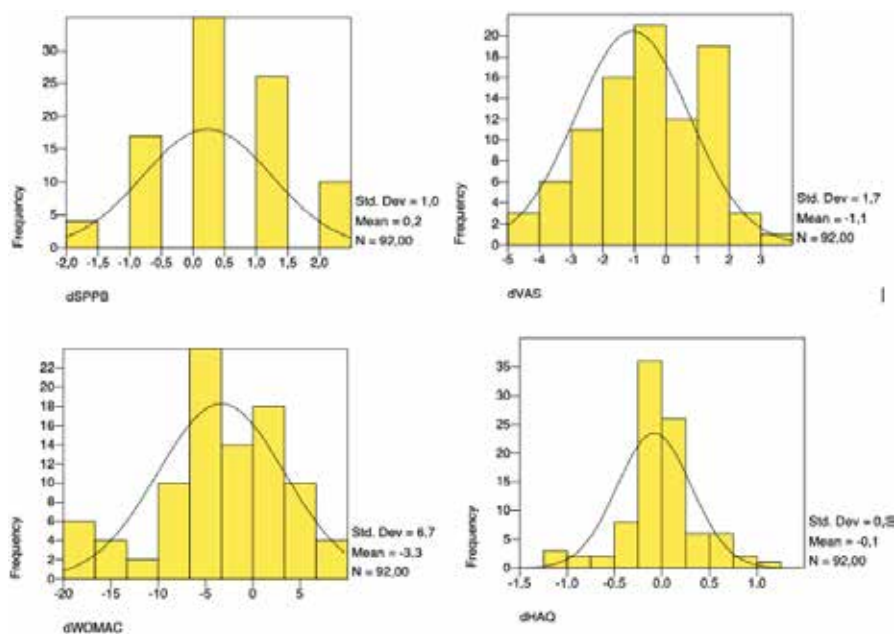 30
25
20
15
10
5
0
Frequency
-2,0 -1,5 -1,0 -0,5 0,0 0,5 1,0 1,5 2,0
dSPPB
Std. Dev = 1,0
Mean = 0,2
N = 92,00
20
18
16
14
12
10
8
6
4
2
0
Frequency
-5 -4 -3 -2 -1 0 1 2 3
dVAS
Std. Dev = 1,7
Mean = -1,1
N = 92,00
22
20
18
16
14
12
10
8
6
4
2
0
Frequency
-20 -15 -10 -5 0 5
dWOMAC
Std. Dev = 6.7
Mean = -3.3
N = 92,00
35
30
25
20
15
10
5
0
Frequency
-1.5 -1.0 -0.5 -0.0 0.5 1.0
dHAQ
Std. Dev =
Mean = -0.1
N = 92,00